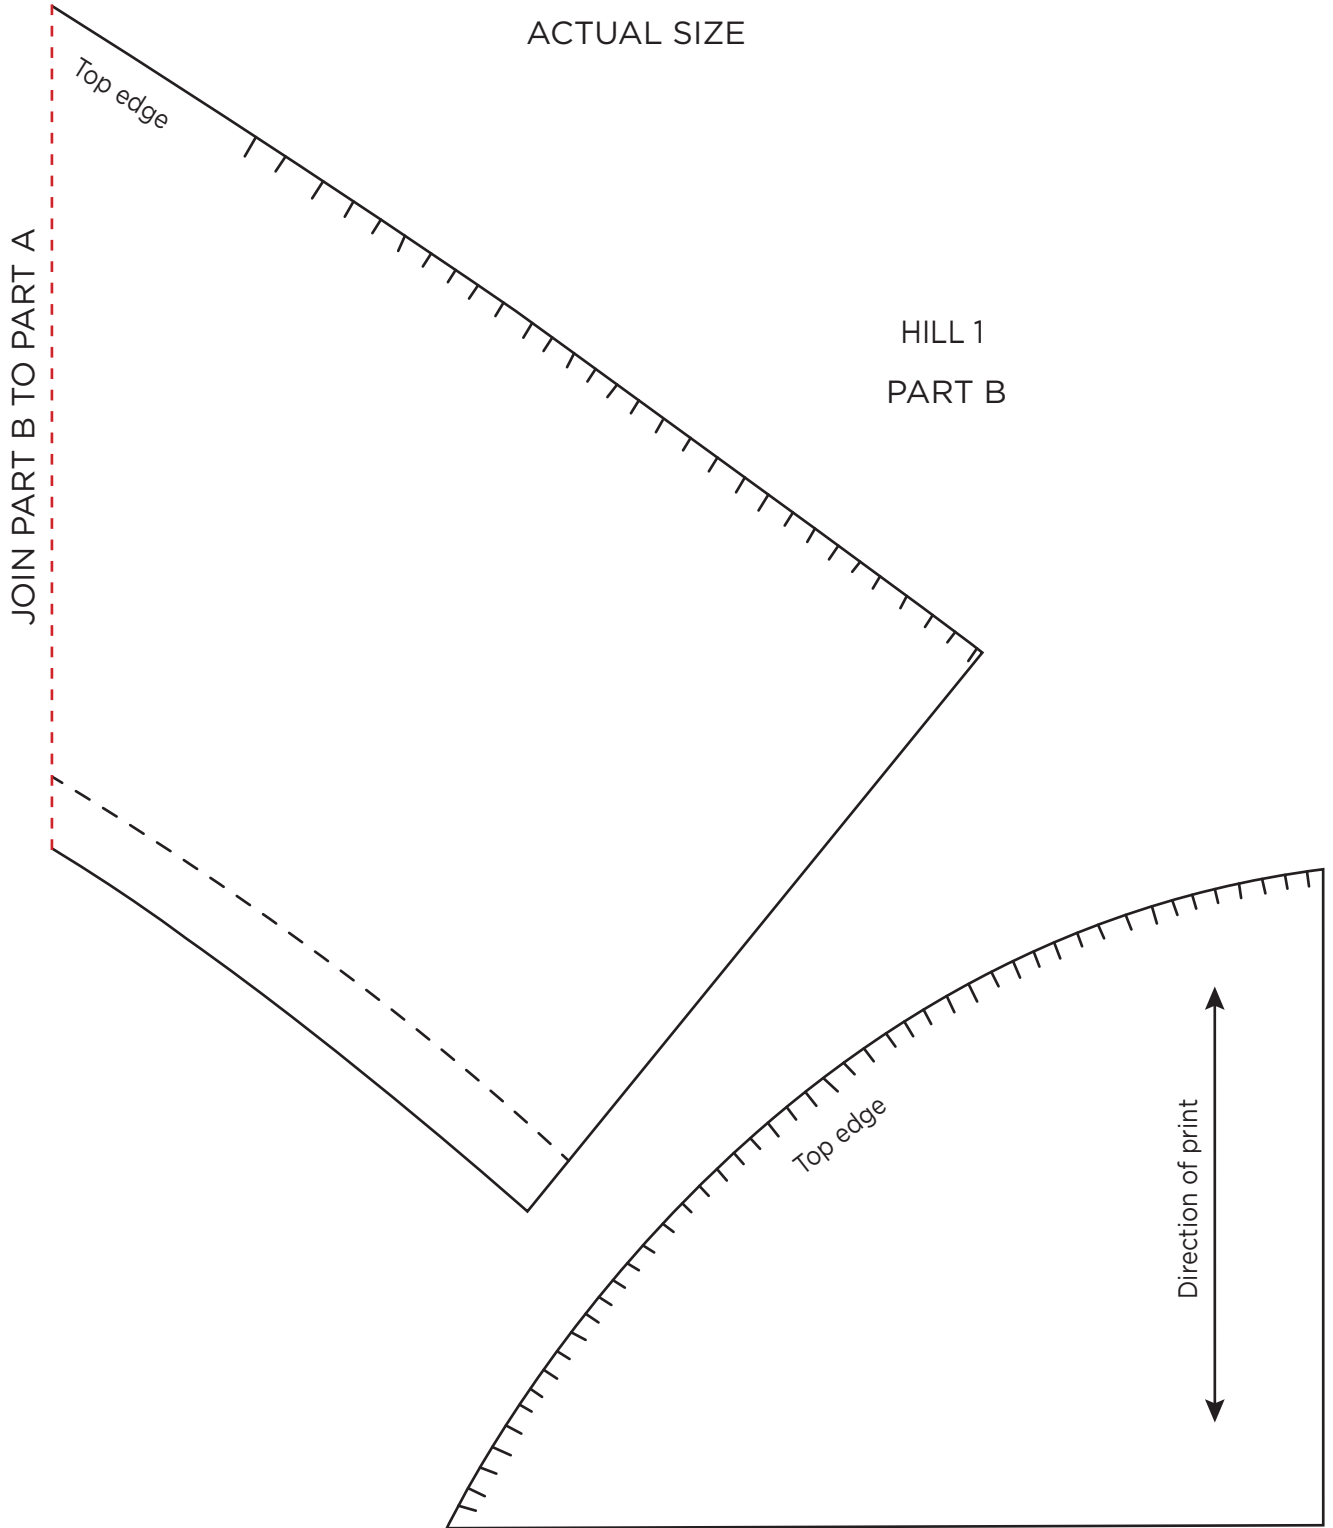 ACTUAL SIZE
Top edge
JOIN PART B TO PART A
HILL 1
PART B
Top edge
Direction of print